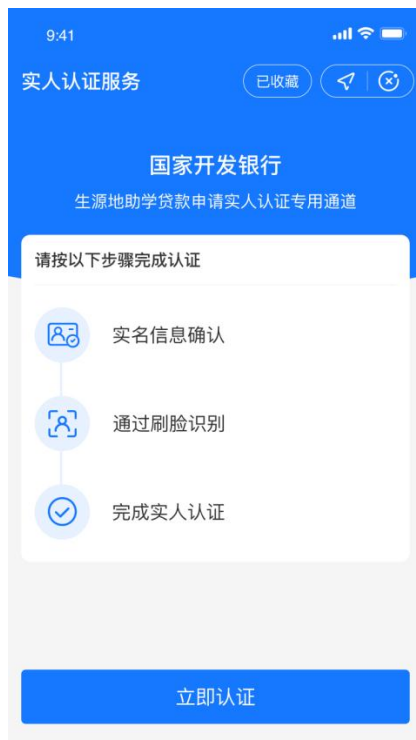 9:41
实人认证服务
已收藏
国家开发银行
生源地助学贷款申请实人认证专用通道
请按以下步骤完成认证
实名信息确认
通过刷脸识别
完成实人认证
立即认证